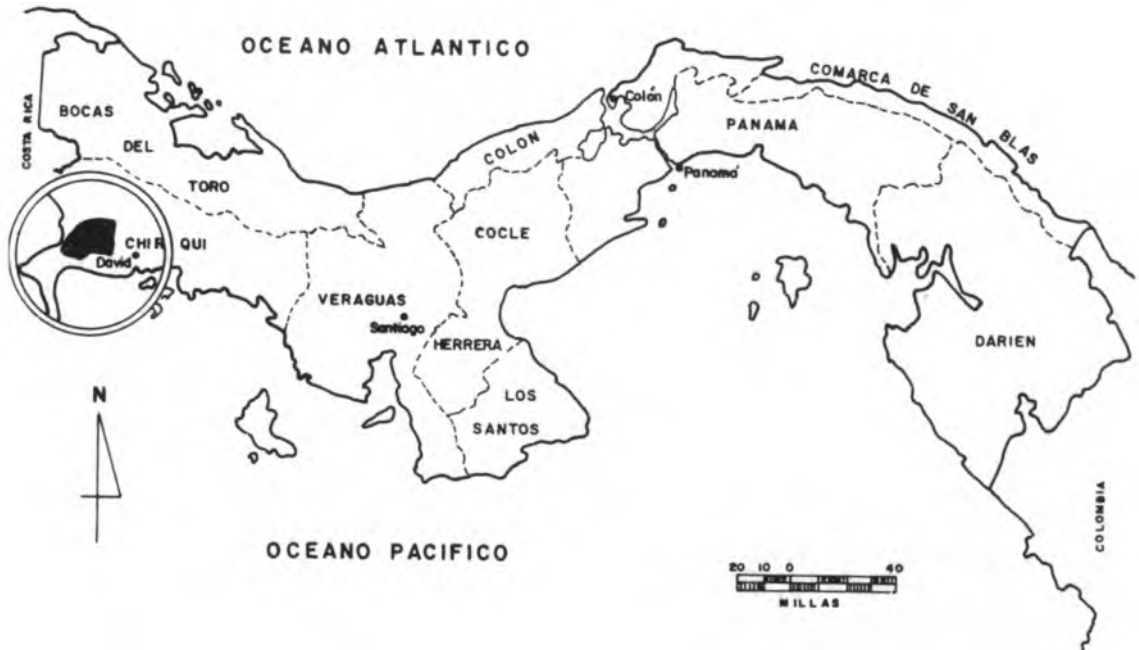 OCEANO ATLANTICO
COSTA RICA
BOCAS
DEL
TORO
COLON
Colón
PANAMA
COMARCA DE SAN BLAS
Panamá
CHIRIQUI
David
COCLE
VERAGUAS
Santiago
HERRERA
LOS
SANTOS
DARIEN
COLOMBIA
N
OCEANO PACIFICO
20 10 0 40
MILLAS